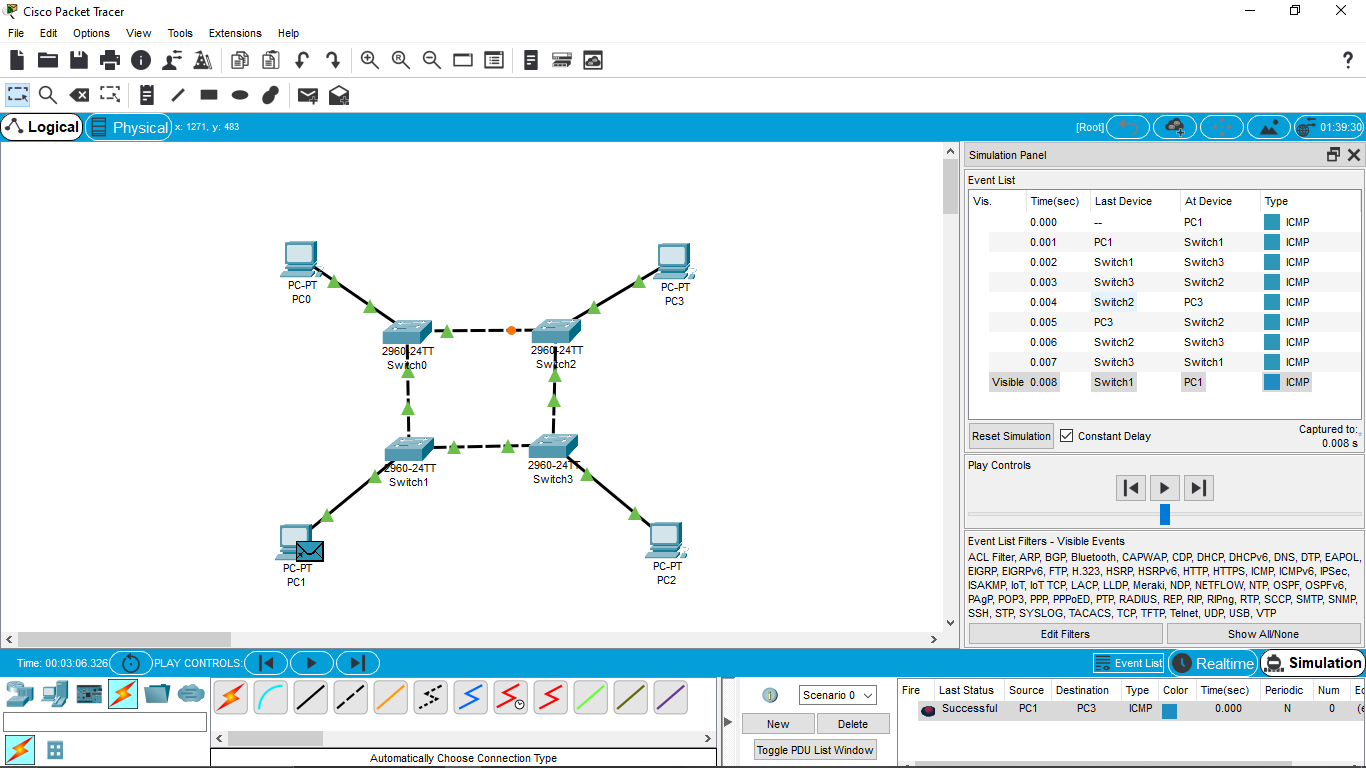 Cisco Packet Tracer
File Edit Options View Tools Extensions Help
?
Logical Physical x: 1271, y: 483 [Root] 01:39:30
Simulation Panel
Event List
Vis. Time(sec) Last Device At Device Type
0.000 -- PC1 ICMP
0.001 PC1 Switch1 ICMP
0.002 Switch1 Switch3 ICMP
0.003 Switch3 Switch2 ICMP
0.004 Switch2 PC3 ICMP
0.005 PC3 Switch2 ICMP
0.006 Switch2 Switch3 ICMP
0.007 Switch3 Switch1 ICMP
Visible 0.008 Switch1 PC1 ICMP
Reset Simulation Constant Delay Captured to:
0.008 s
Play Controls
Event List Filters - Visible Events
ACL Filter, ARP, BGP, Bluetooth, CAPWAP, CDP, DHCP, DHCPv6, DNS, DTP, EAPOL,
EIGRP, EIGRPv6, FTP, H.323, HSRP, HSRPv6, HTTP, HTTPS, ICMP, ICMPv6, IPSec,
ISAKMP, IoT, IoT TCP, LACP, LLDP, Meraki, NDP, NETFLOW, NTP, OSPF, OSPFv6,
PAgP, POP3, PPP, PPPoED, PTP, RADIUS, REP, RIP, RIPng, RTP, SCCP, SMTP, SNMP,
SSH, STP, SYSLOG, TACACS, TCP, TFTP, Telnet, UDP, USB, VTP
Edit Filters Show All/None
PC-PT
PC0
PC-PT
PC3
2960-24TT
Switch0
2960-24TT
Switch2
2960-24TT
Switch1
2960-24TT
Switch3
PC-PT
PC1
PC-PT
PC2
Time: 00:03:06.326 PLAY CONTROLS: Event List Realtime Simulation
Scenario 0
New Delete
Toggle PDU List Window
Fire Last Status Source Destination Type Color Time(sec) Periodic Num
Successful PC1 PC3 ICMP 0.000 N 0
Automatically Choose Connection Type